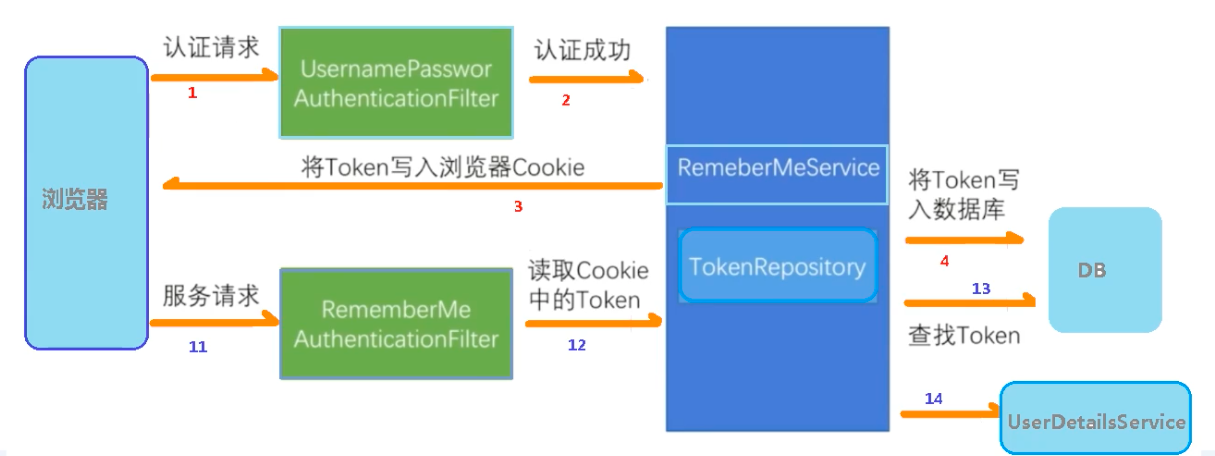 认证请求
1
UsernamePasswor
AuthenticationFilter
认证成功
2
将Token写入浏览器Cookie
3
浏览器
RemeberMeService
将Token写
入数据库
4
TokenRepository
DB
服务请求
11
RememberMe
AuthenticationFilter
读取Cookie
中的Token
12
13
查找Token
14
UserDetailsService